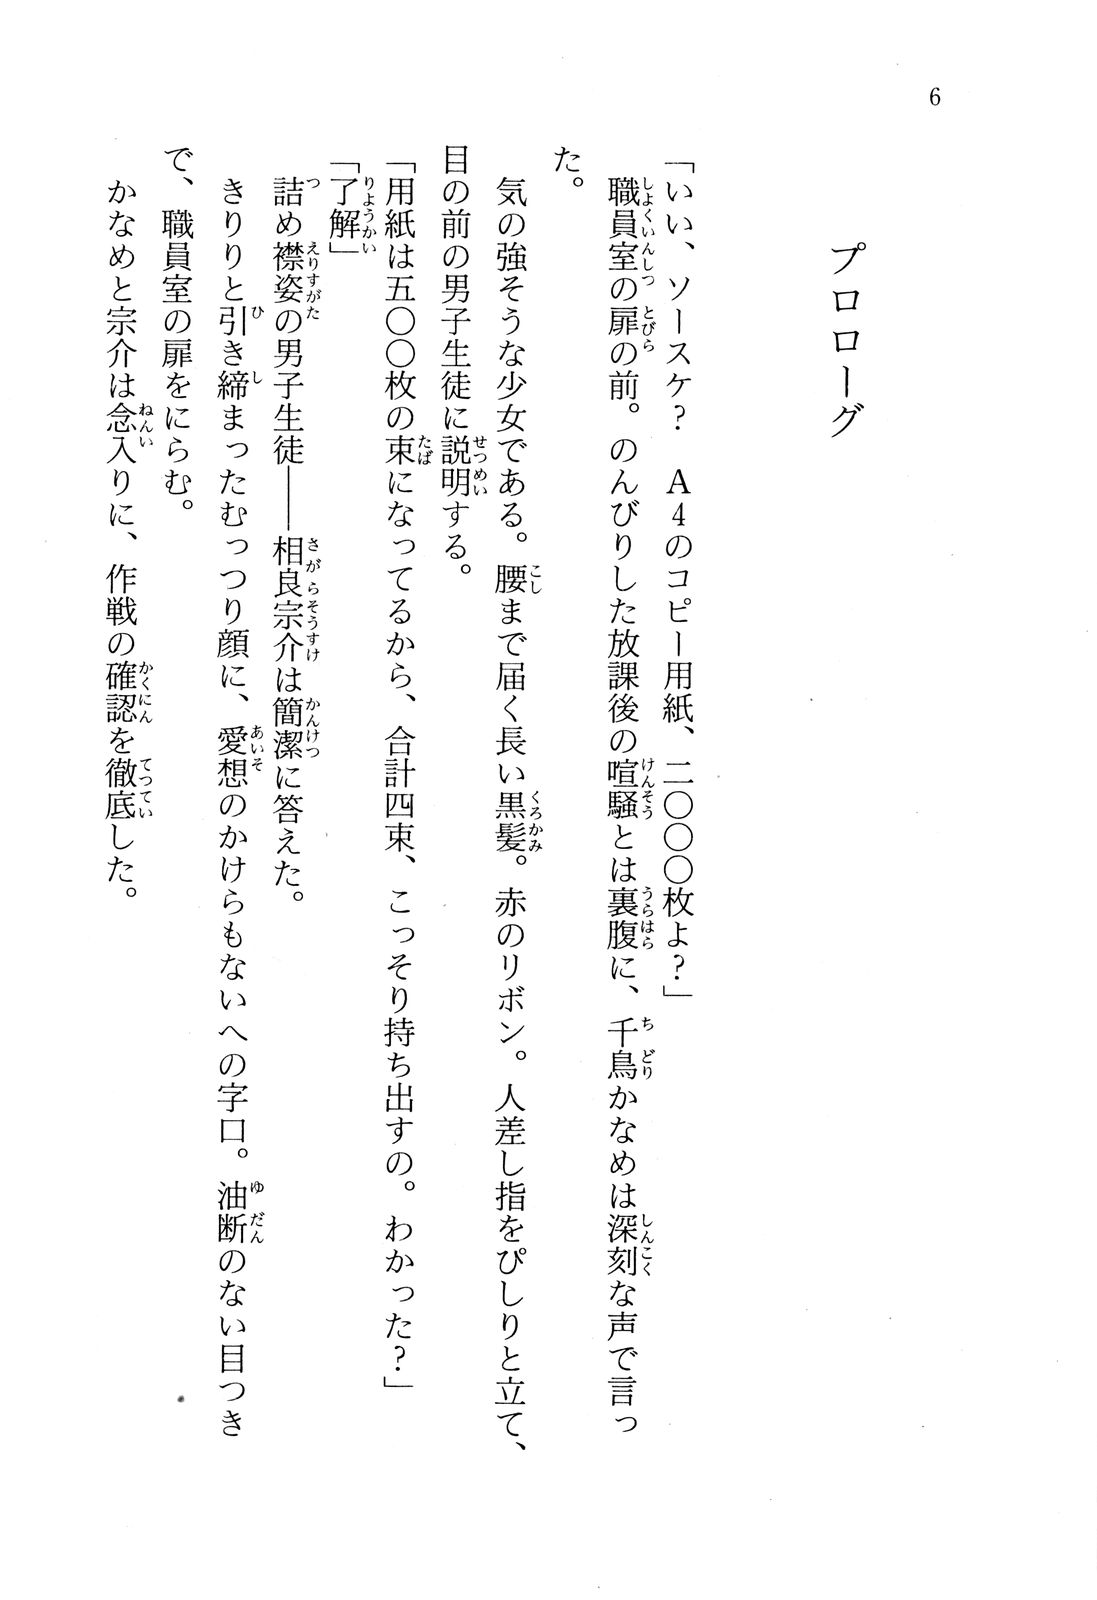 6
プロローグ
「いい、ソースケ？　A4のコピー用紙、二〇〇〇枚よ？」
職員室の扉の前。のんびりした放課後の喧騒とは裏腹に、千鳥かなめは深刻な声で言っ
た。
気の強そうな少女である。腰まで届く長い黒髪。赤のリボン。人差し指をぴしりと立て、
目の前の男子生徒に説明する。
「用紙は五〇〇枚の束になってるから、合計四束、こっそり持ち出すの。わかった？」
「了解」
詰め襟姿の男子生徒――相良宗介は簡潔に答えた。
きりりと引き締まったむっつり顔に、愛想のかけらもないへの字口。油断のない目つき
で、職員室の扉をにらむ。
かなめと宗介は念入りに、作戦の確認を徹底した。